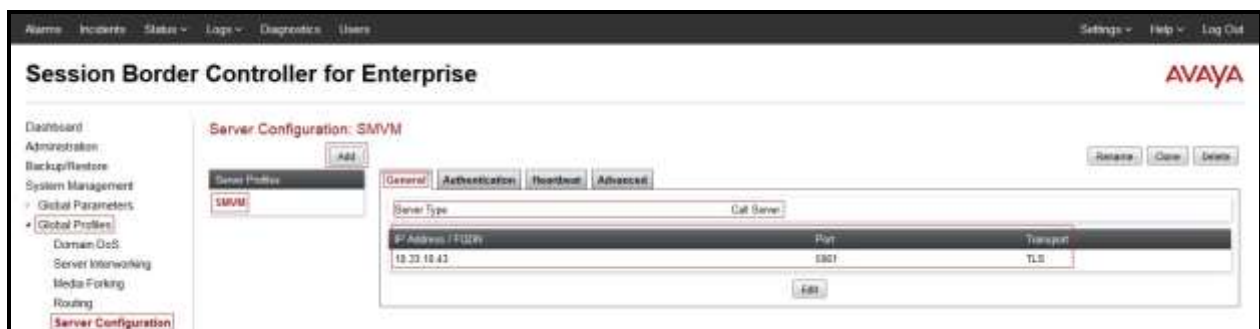 Alarms Incidents Status Logs Diagnostics Users Settings Help Log Out
Session Border Controller for Enterprise
AVAYA
Dashboard
Administration
Backup/Restore
System Management
Global Parameters
Global Profiles
Domain DoS
Server Interworking
Media Forking
Routing
Server Configuration
Server Configuration: SMVM
Add
Rename Clone Delete
Server Profiles
SMVM
General Authentication Heartbeat Advanced
Server Type Call Server
IP Address / FQDN Port Transport
10.33.10.43 5061 TLS
Edit